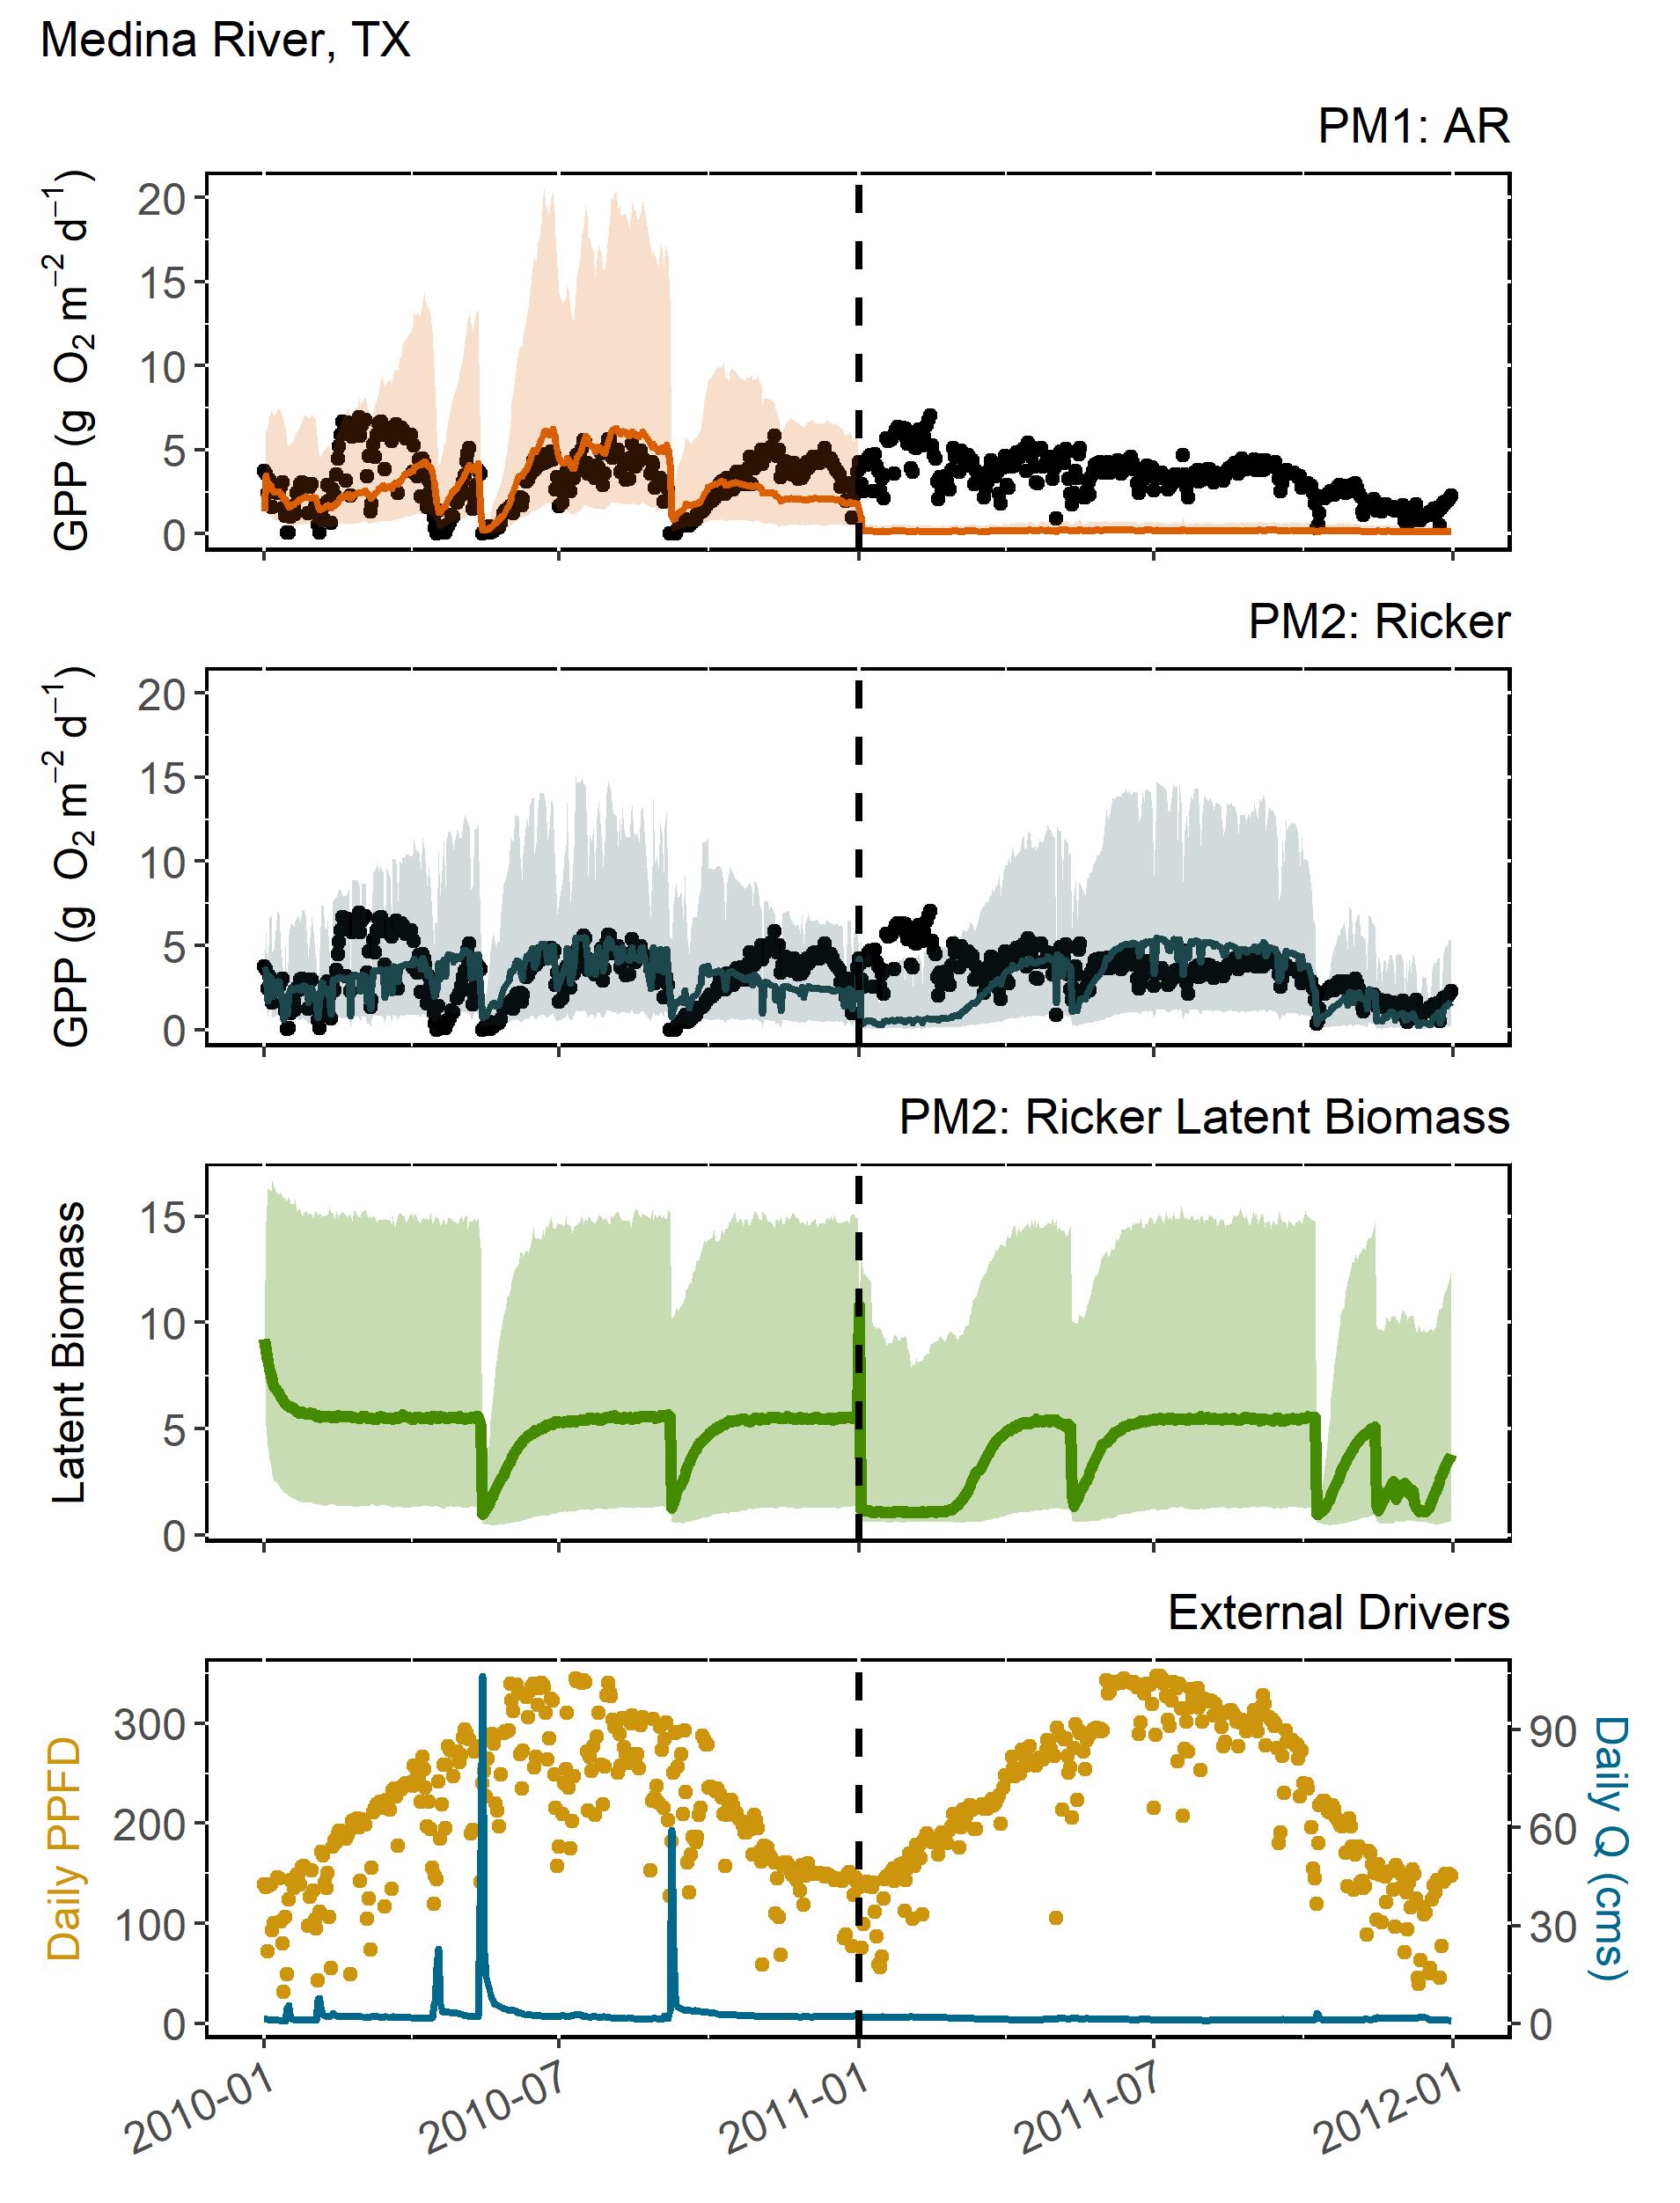 Medina River, TX
PM1: AR
GPP (g O₂ m⁻² d⁻¹)
20
15
10
5
0
PM2: Ricker
GPP (g O₂ m⁻² d⁻¹)
20
15
10
5
0
PM2: Ricker Latent Biomass
Latent Biomass
15
10
5
0
External Drivers
Daily PPFD
300
200
100
0
Daily Q (cms)
90
60
30
0
2010-01
2010-07
2011-01
2011-07
2012-01